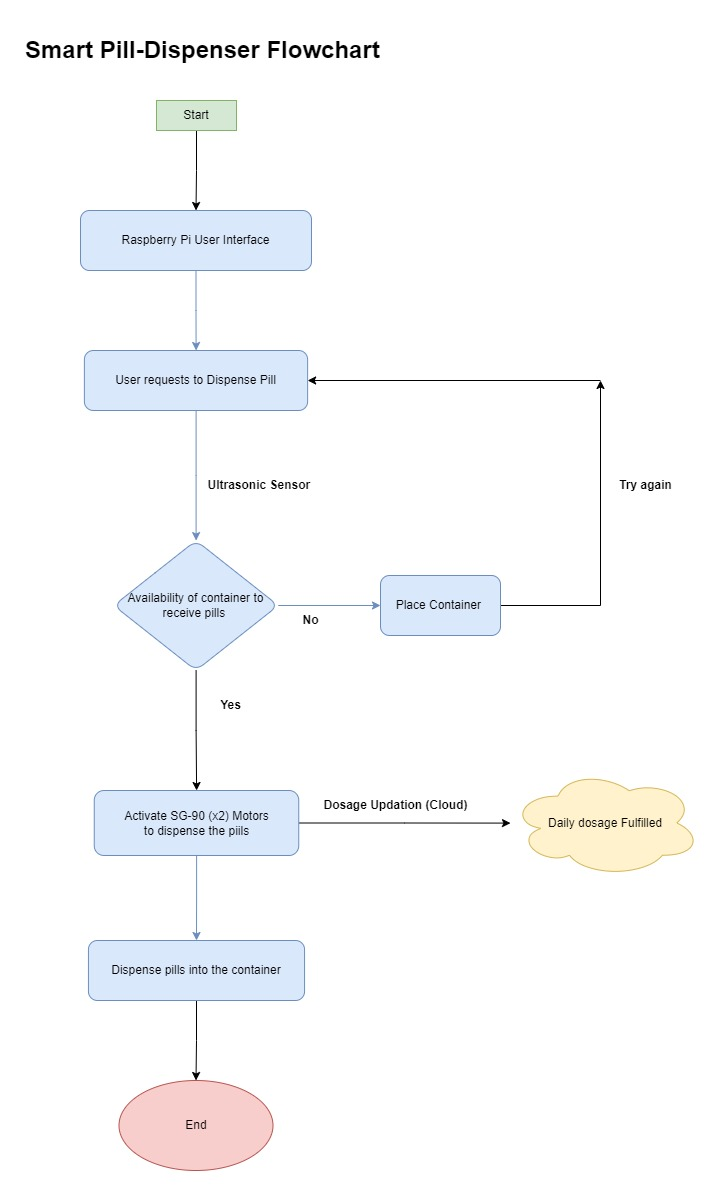 Smart Pill-Dispenser Flowchart
Start
Raspberry Pi User Interface
User requests to Dispense Pill
Ultrasonic Sensor
Try again
Availability of container to
receive pills
No
Place Container
Yes
Activate SG-90 (x2) Motors
to dispense the pills
Dosage Updation (Cloud)
Daily dosage Fulfilled
Dispense pills into the container
End